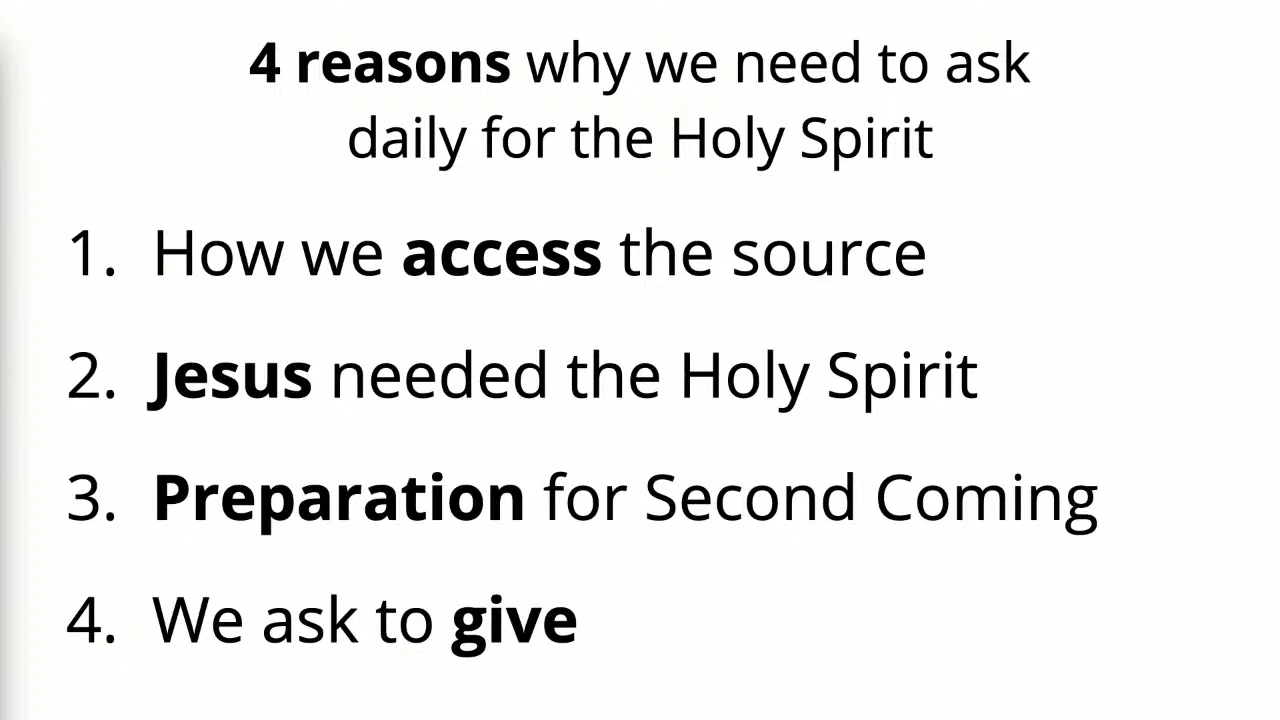 4 reasons why we need to ask
daily for the Holy Spirit
1. How we access the source
2. Jesus needed the Holy Spirit
3. Preparation for Second Coming
4. We ask to give